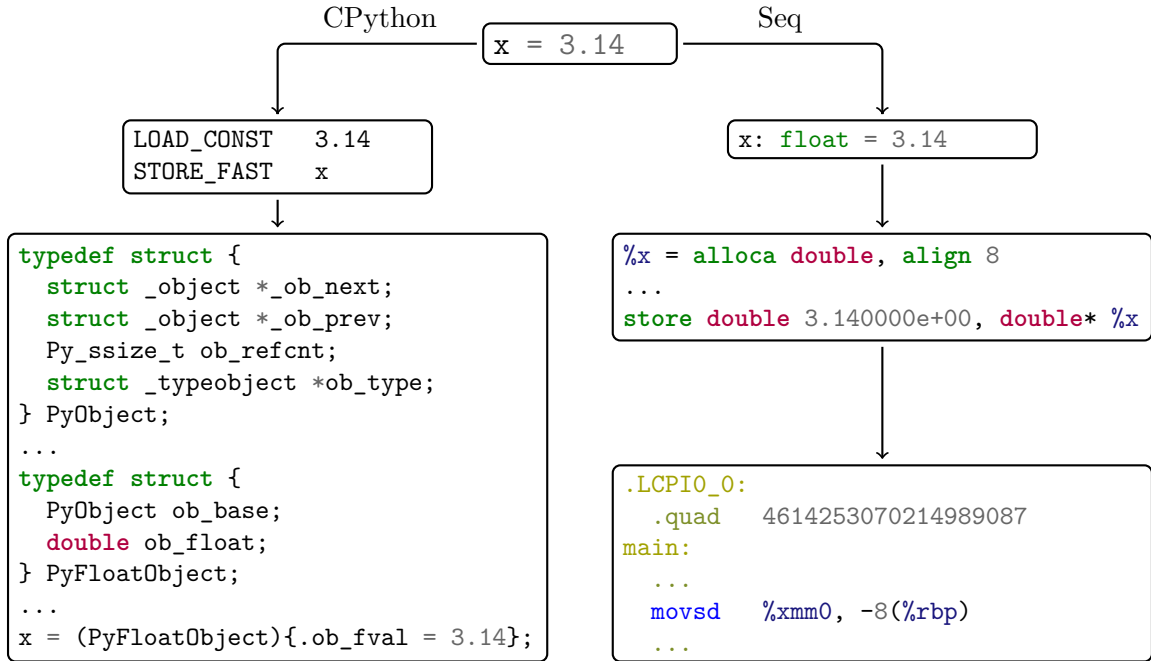 CPython
Seq
x = 3.14
LOAD_CONST   3.14
STORE_FAST   x
typedef struct {
  struct _object *_ob_next;
  struct _object *_ob_prev;
  Py_ssize_t ob_refcnt;
  struct _typeobject *ob_type;
} PyObject;
...
typedef struct {
  PyObject ob_base;
  double ob_float;
} PyFloatObject;
...
x = (PyFloatObject){.ob_fval = 3.14};
x: float = 3.14
%x = alloca double, align 8
...
store double 3.140000e+00, double* %x
.LCPI0_0:
  .quad   4614253070214989087
main:
  ...
  movsd   %xmm0, -8(%rbp)
  ...